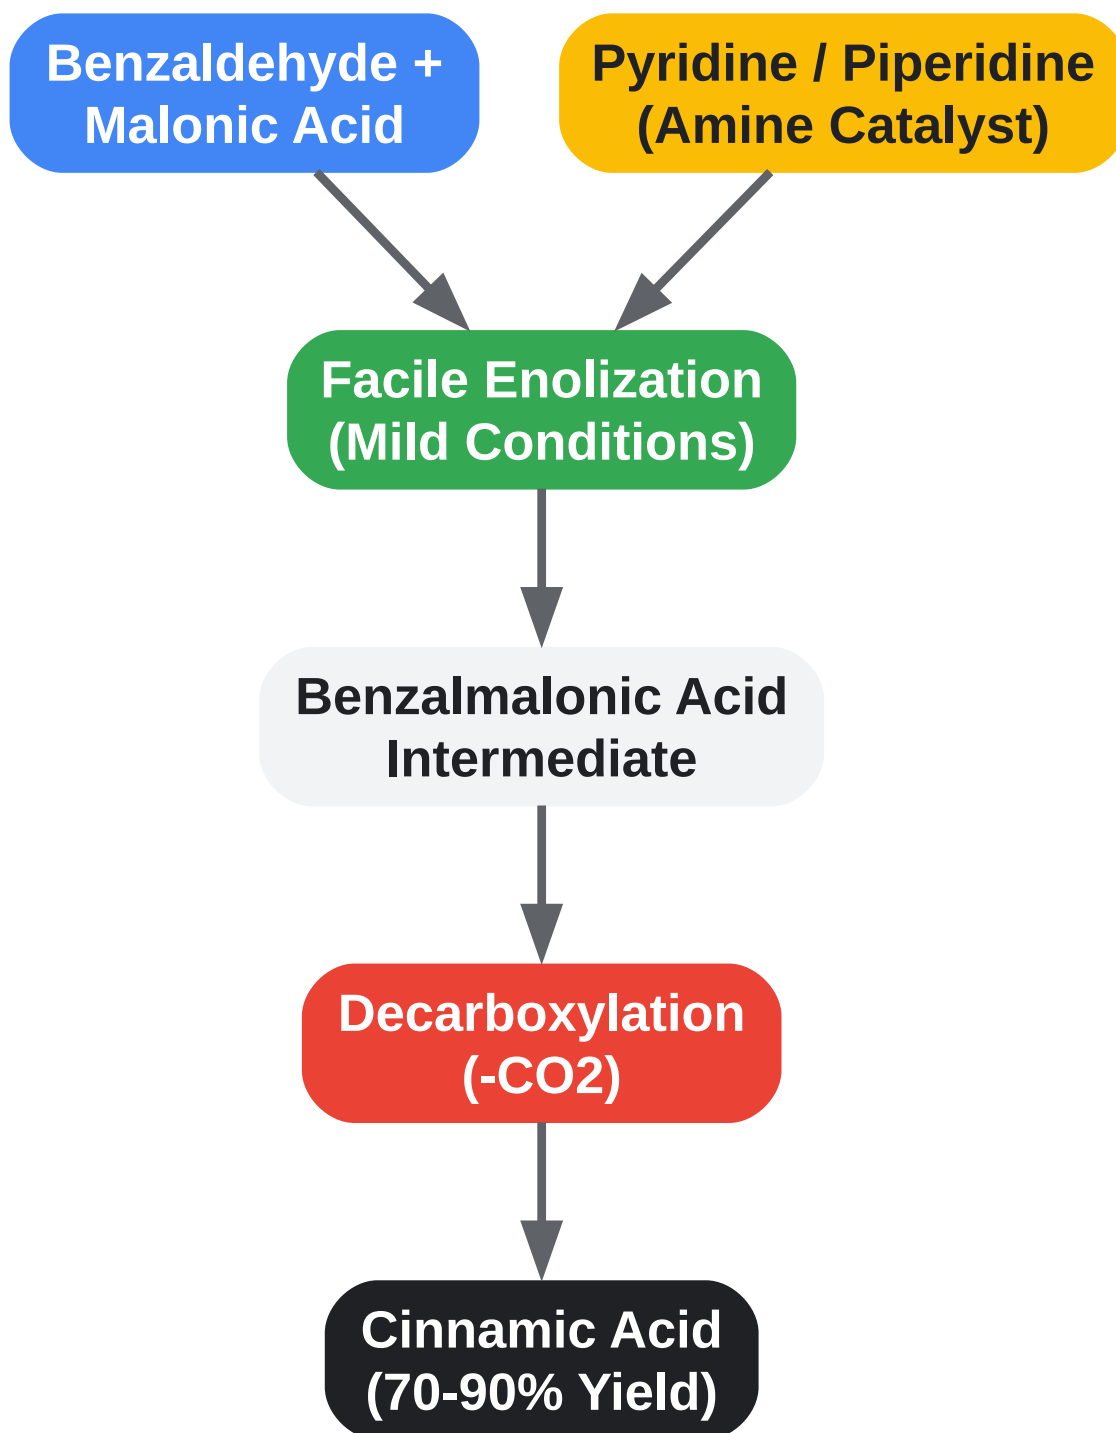 Benzaldehyde +
Malonic Acid
Pyridine / Piperidine
(Amine Catalyst)
Facile Enolization
(Mild Conditions)
Benzalmalonic Acid
Intermediate
Decarboxylation
(-CO2)
Cinnamic Acid
(70-90% Yield)